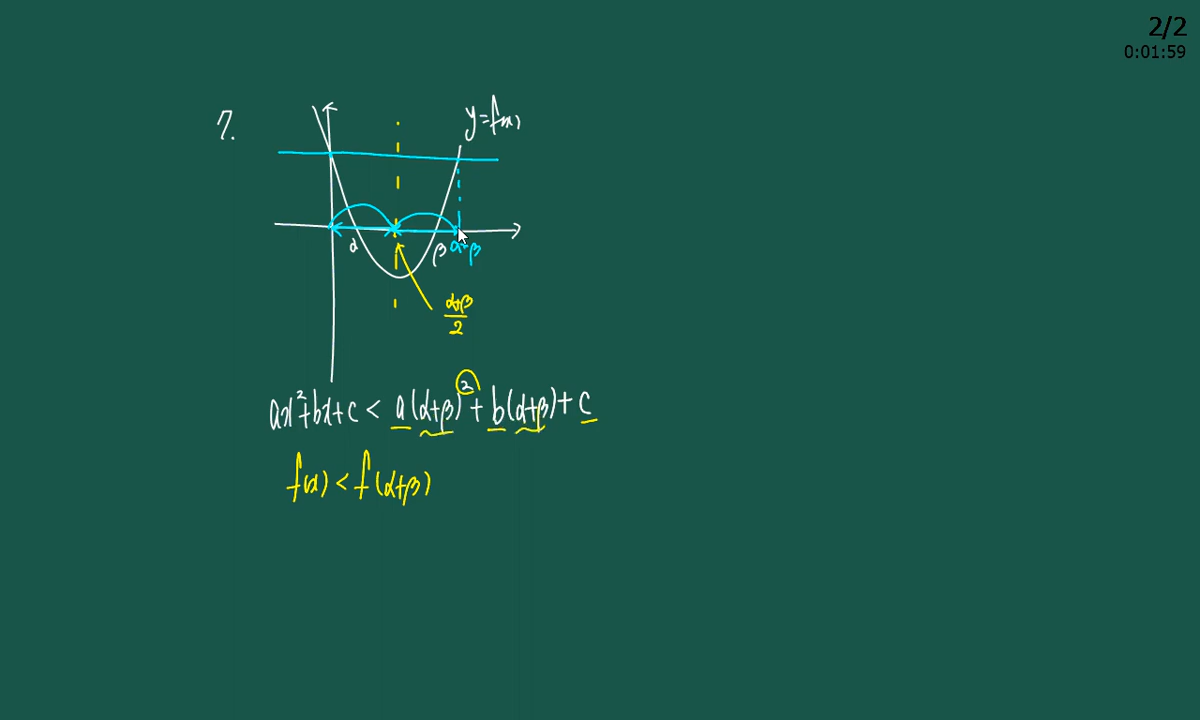 2/2
0:01:59
7.
y=f(x)
α
β
α+β
α+β
2
ax²+bx+c < a(α+β)²+b(α+β)+c
f(x) < f(α+β)